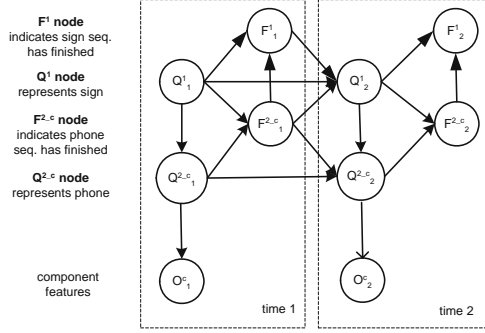 F¹ node
indicates sign seq.
has finished
Q¹ node
represents sign
F²⁻ᶜ node
indicates phone
seq. has finished
Q²⁻ᶜ node
represents phone
component
features
F¹₁
Q¹₁
F²⁻ᶜ₁
Q²⁻ᶜ₁
Oᶜ₁
time 1
F¹₂
Q¹₂
F²⁻ᶜ₂
Q²⁻ᶜ₂
Oᶜ₂
time 2